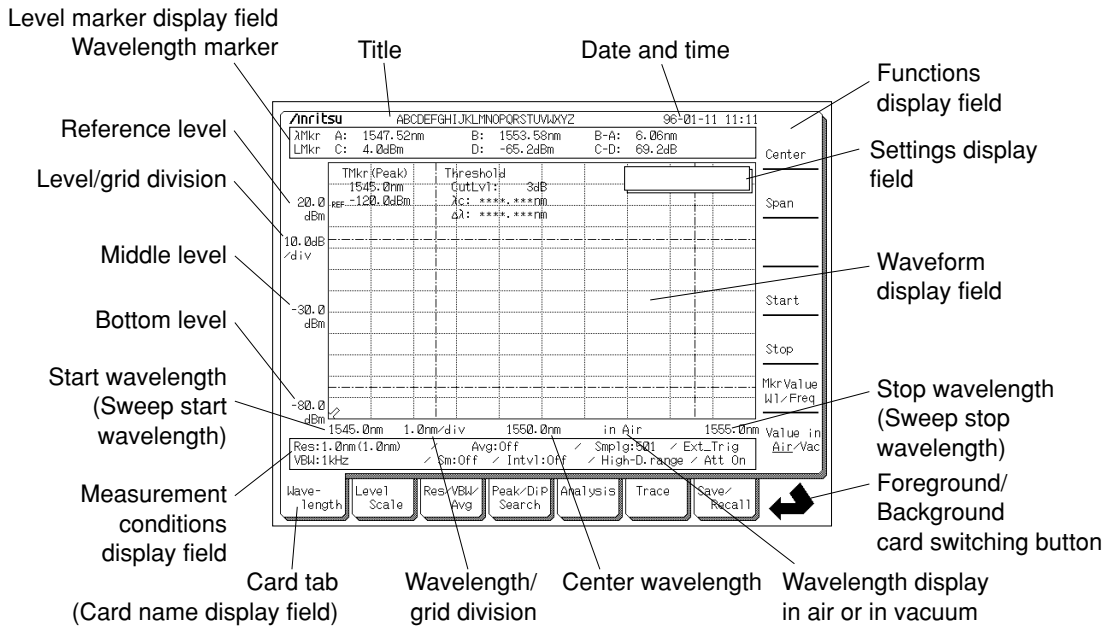 Level marker display field
Wavelength marker
Title
Date and time
Functions
display field
Reference level
Level/grid division
Middle level
Bottom level
Start wavelength
(Sweep start
wavelength)
Measurement
conditions
display field
Settings display
field
Waveform
display field
Stop wavelength
(Sweep stop
wavelength)
Foreground/
Background
card switching button
Card tab
(Card name display field)
Wavelength/
grid division
Center wavelength
Wavelength display
in air or in vacuum
Anritsu ABCDEFGHIJKLMNOPQRSTUVWXYZ 96-01-11 11:11
λMkr A: 1547.52nm B: 1553.58nm B-A: 6.06nm
LMkr C: 4.0dBm D: -65.2dBm C-D: 69.2dB
TMkr(Peak) Threshold
1545.0nm CutLvl: 3dB
REF -120.0dBm λc: ****.***nm
Δλ: ****.***nm
20.0
dBm
10.0dB
/div
-30.0
dBm
-80.0
dBm
1545.0nm 1.0nm/div 1550.0nm in Air 1555.0nm
Res:1.0nm(1.0nm) / Avg:Off / Smplg:501 / Ext_Trig
VBW:1kHz / Sm:Off / Intvl:Off / High-D.range / Att On
Center
Span
Start
Stop
MkrValue
Wl/Freq
Value in
Air/Vac
Wave-
length
Level
Scale
Res/VBW/
Avg
Peak/Dip
Search
Analysis
Trace
Save/
Recall